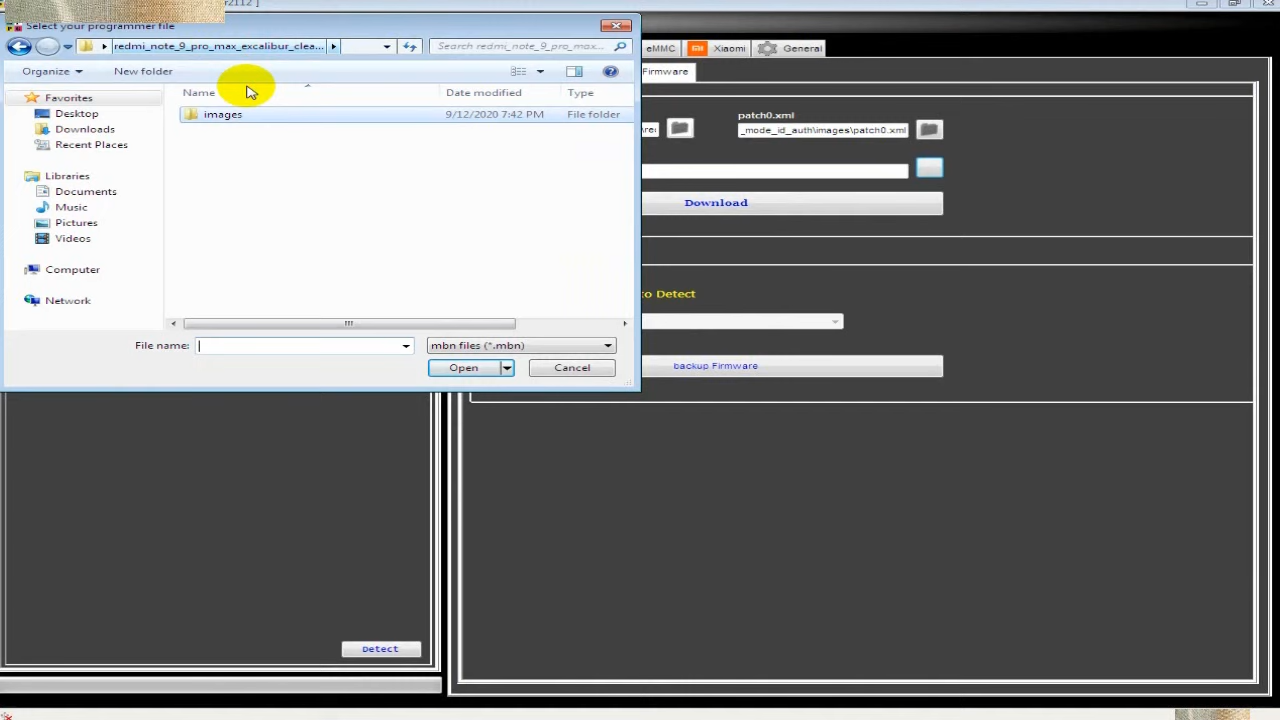 r2112 ]
Select your programmer file
redmi_note_9_pro_max_excalibur_clea...
Search redmi_note_9_pro_max...
eMMC
Xiaomi
General
Organize
New folder
Firmware
Favorites
Name
Date modified
Type
Desktop
images
9/12/2020 7:42 PM
File folder
patch0.xml
Downloads
_mode_id_auth\images\patch0.xml
Recent Places
Libraries
Documents
Download
Music
Pictures
Videos
Computer
Network
to Detect
File name:
mbn files (*.mbn)
Open
Cancel
backup Firmware
Detect